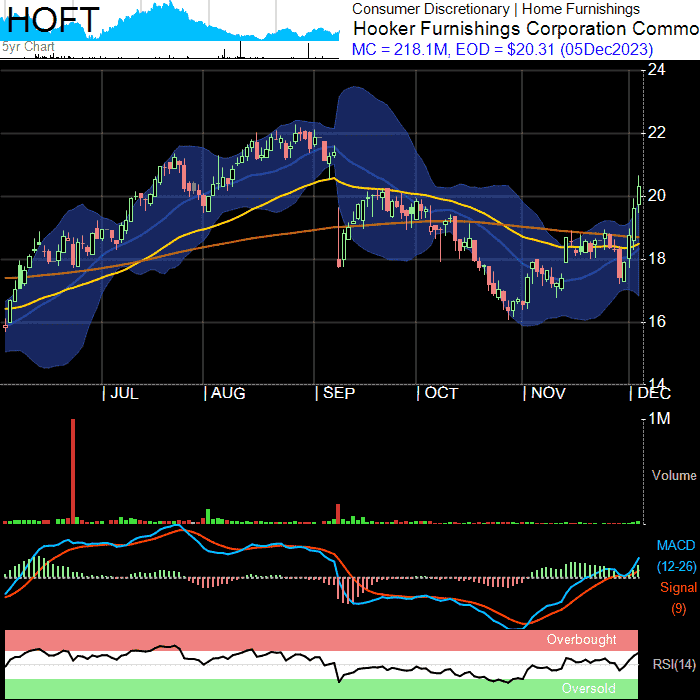 HOFT
5yr Chart
Consumer Discretionary | Home Furnishings
Hooker Furnishings Corporation Commo
MC = 218.1M, EOD = $20.31 (05Dec2023)
24
22
20
18
16
14
JUL AUG SEP OCT NOV DEC
1M
Volume
MACD
(12-26)
Signal
(9)
Overbought
RSI(14)
Oversold